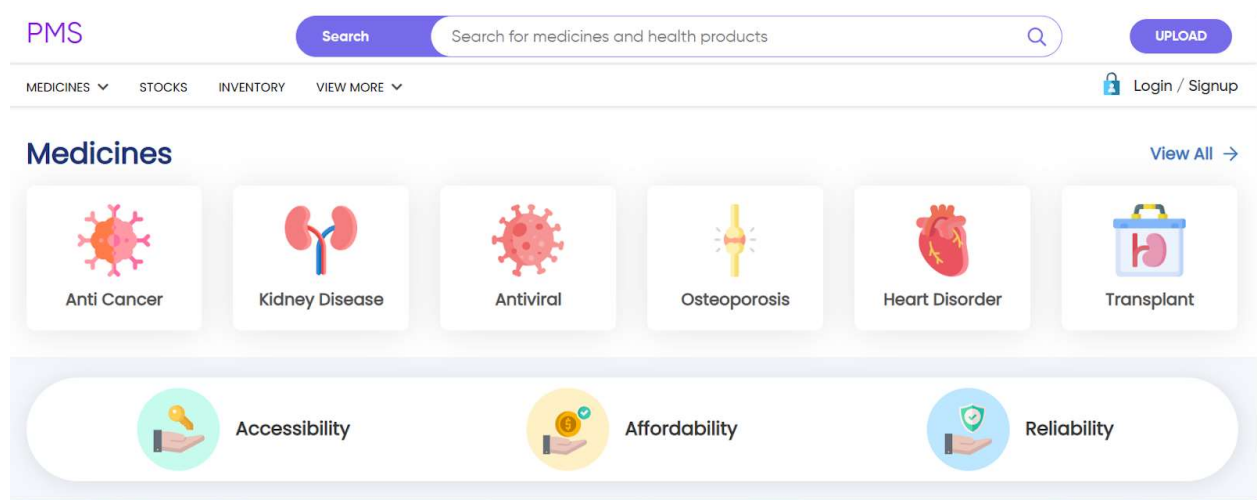 PMS
Search
Search for medicines and health products
UPLOAD
MEDICINES
STOCKS
INVENTORY
VIEW MORE
Login / Signup
Medicines
View All →
Anti Cancer
Kidney Disease
Antiviral
Osteoporosis
Heart Disorder
Transplant
Accessibility
Affordability
Reliability